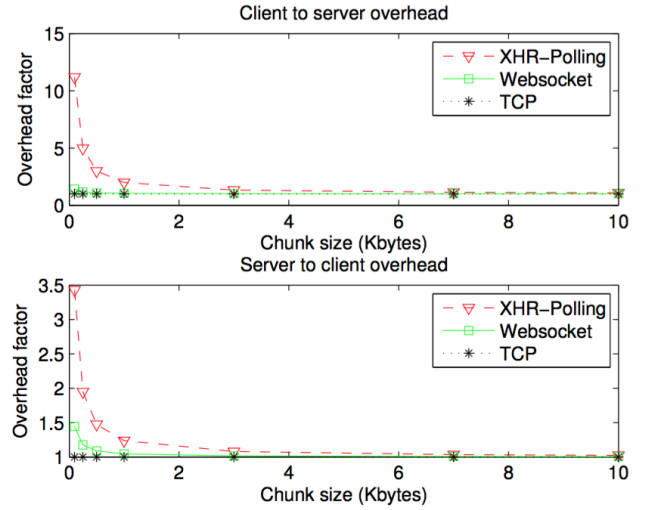 Client to server overhead
15
XHR-Polling
Websocket
TCP
10
5
0
Overhead factor
0 2 4 6 8 10
Chunk size (Kbytes)
Server to client overhead
3.5
XHR-Polling
Websocket
TCP
3
2.5
2
1.5
1
Overhead factor
0 2 4 6 8 10
Chunk size (Kbytes)